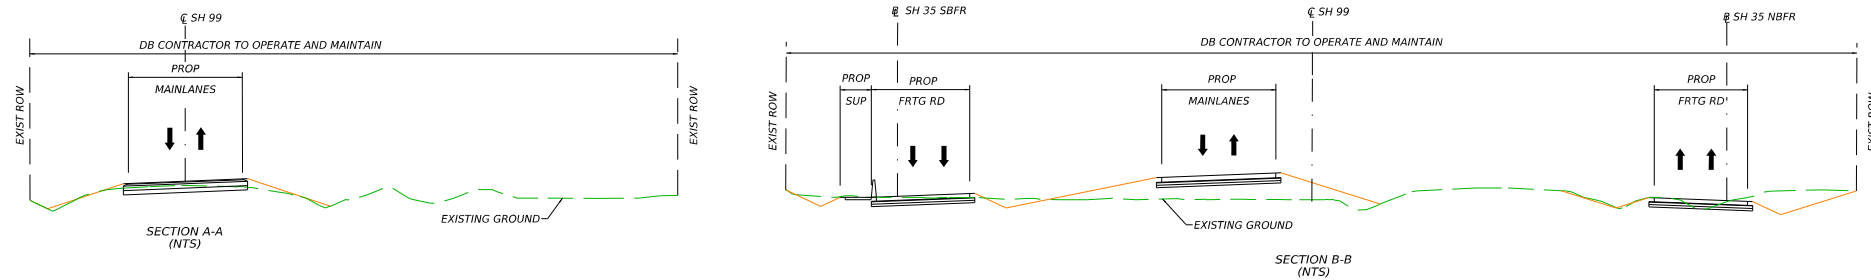 ℄ SH 99
DB CONTRACTOR TO OPERATE AND MAINTAIN
PROP
MAINLANES
EXIST ROW
EXIST ROW
EXISTING GROUND
SECTION A-A
(NTS)
B SH 35 SBFR
℄ SH 99
B SH 35 NBFR
DB CONTRACTOR TO OPERATE AND MAINTAIN
PROP
SUP
PROP
FRTG RD
PROP
MAINLANES
PROP
FRTG RD
EXIST ROW
EXIST ROW
EXISTING GROUND
SECTION B-B
(NTS)